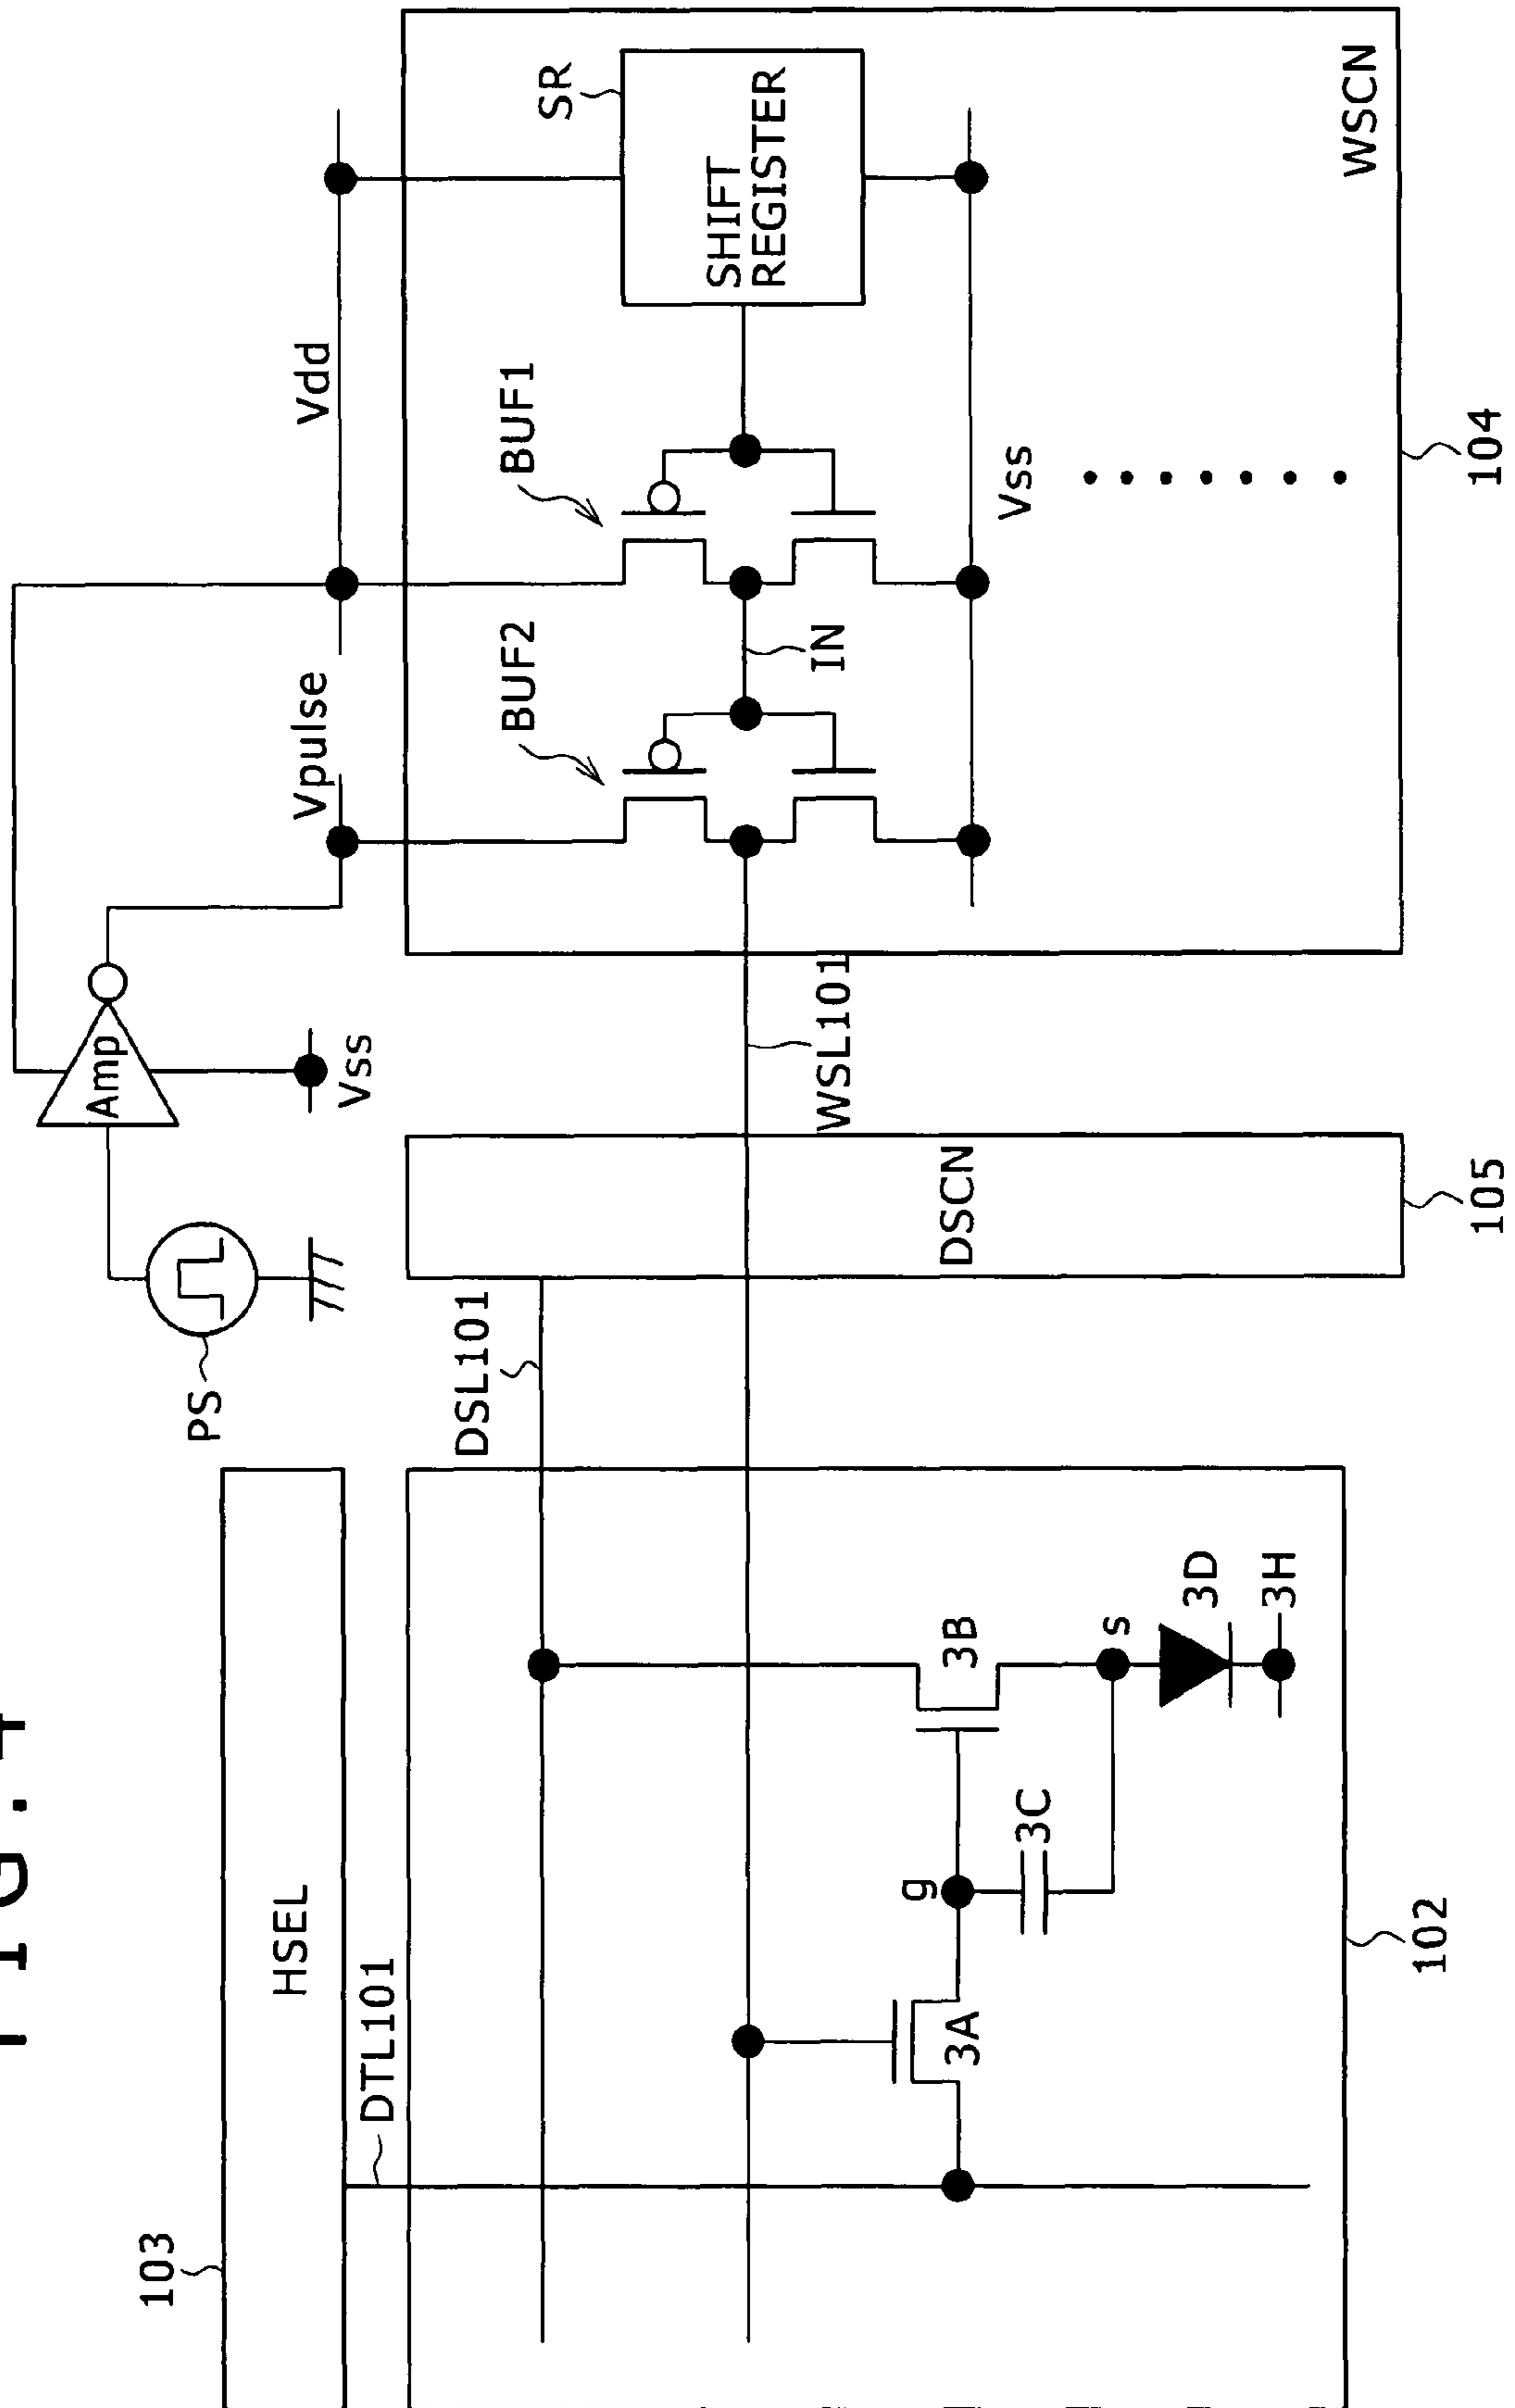 Amp
103
PS
HSEL
Vpulse
Vdd
Vss
DTL101
DSL101
BUF2
BUF1
SR
SHIFT
REGISTER
IN
WSL101
g
3A
3B
DSCN
Vss
3C
s
3D
3H
WSCN
102
105
104